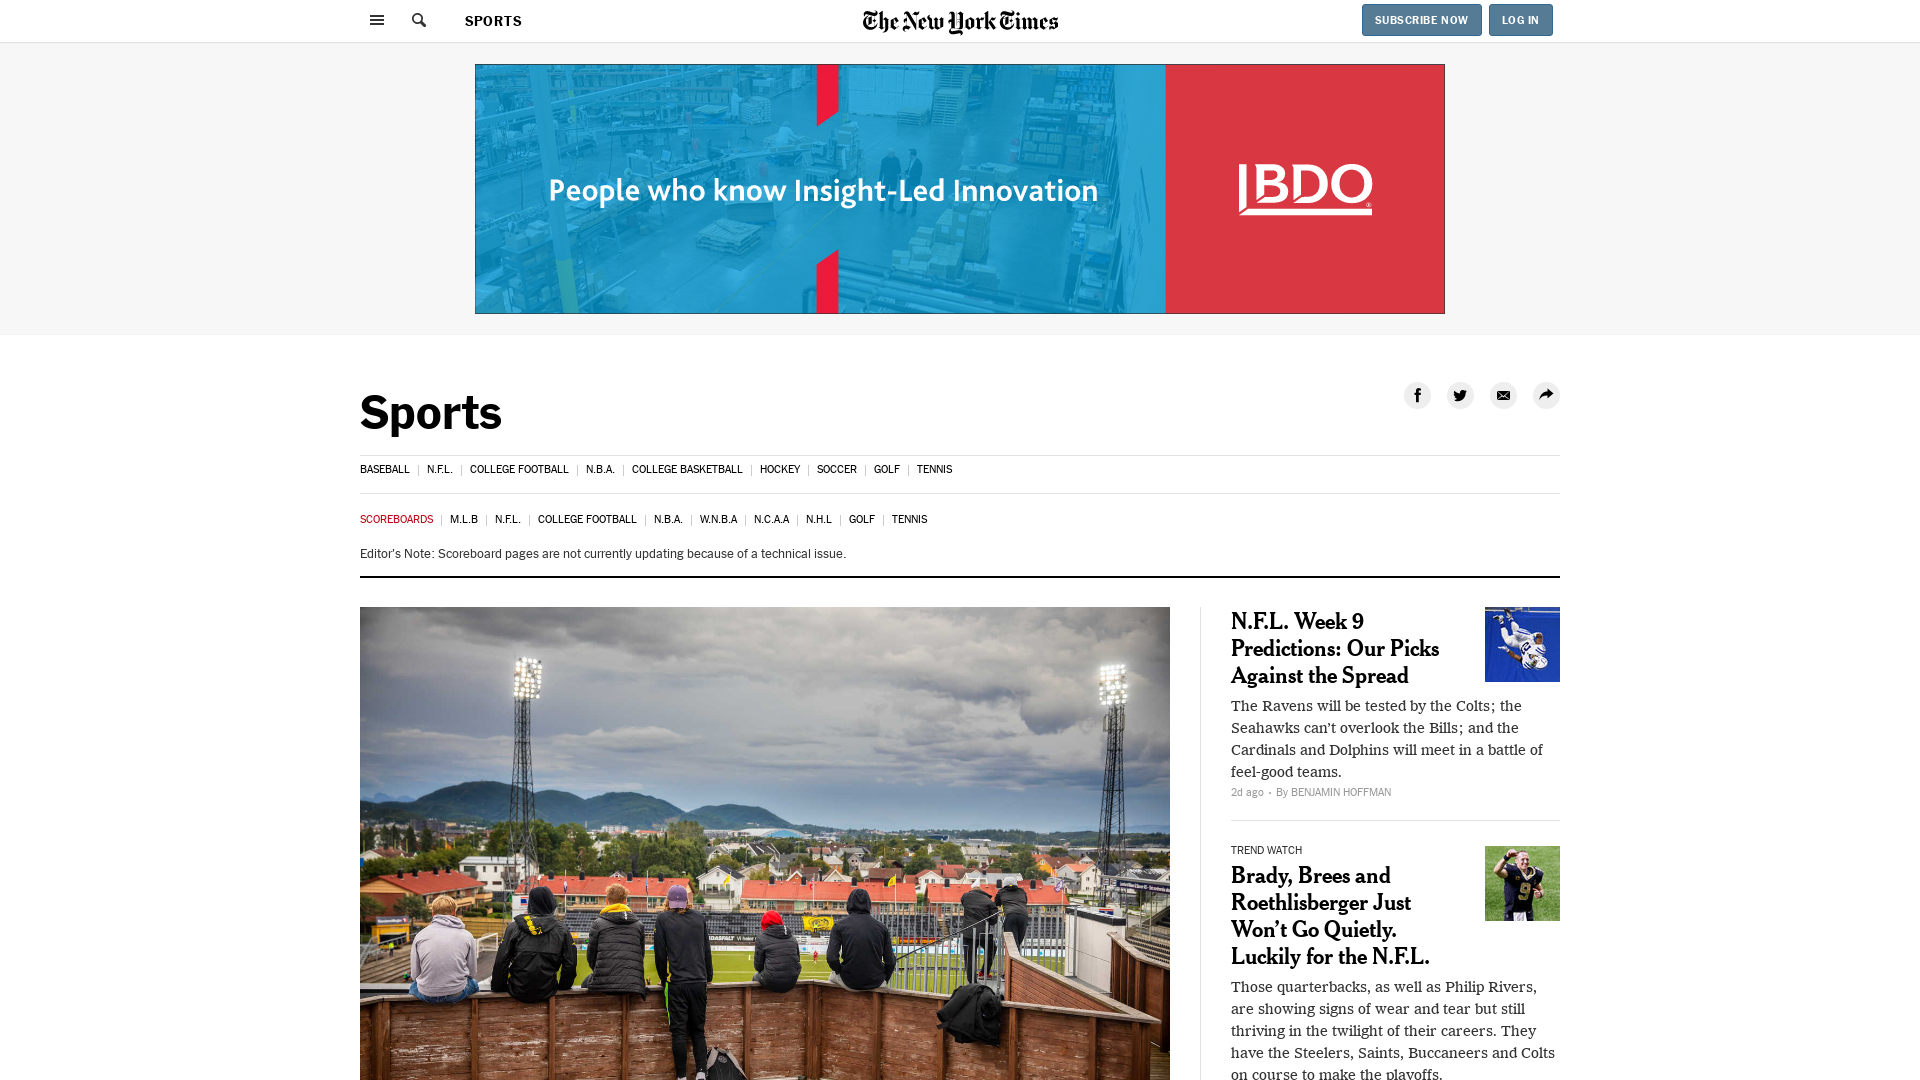 SPORTS
The New York Times
SUBSCRIBE NOW
LOG IN
People who know Insight-Led Innovation
BDO
Sports
BASEBALL
N.F.L.
COLLEGE FOOTBALL
N.B.A.
COLLEGE BASKETBALL
HOCKEY
SOCCER
GOLF
TENNIS
SCOREBOARDS
M.L.B
N.F.L.
COLLEGE FOOTBALL
N.B.A.
W.N.B.A
N.C.A.A
N.H.L
GOLF
TENNIS
Editor's Note: Scoreboard pages are not currently updating because of a technical issue.
N.F.L. Week 9
Predictions: Our Picks
Against the Spread
The Ravens will be tested by the Colts; the
Seahawks can’t overlook the Bills; and the
Cardinals and Dolphins will meet in a battle of
feel-good teams.
2d ago • By BENJAMIN HOFFMAN
TREND WATCH
Brady, Brees and
Roethlisberger Just
Won’t Go Quietly.
Luckily for the N.F.L.
Those quarterbacks, as well as Philip Rivers,
are showing signs of wear and tear but still
thriving in the twilight of their careers. They
have the Steelers, Saints, Buccaneers and Colts
on course to make the playoffs.